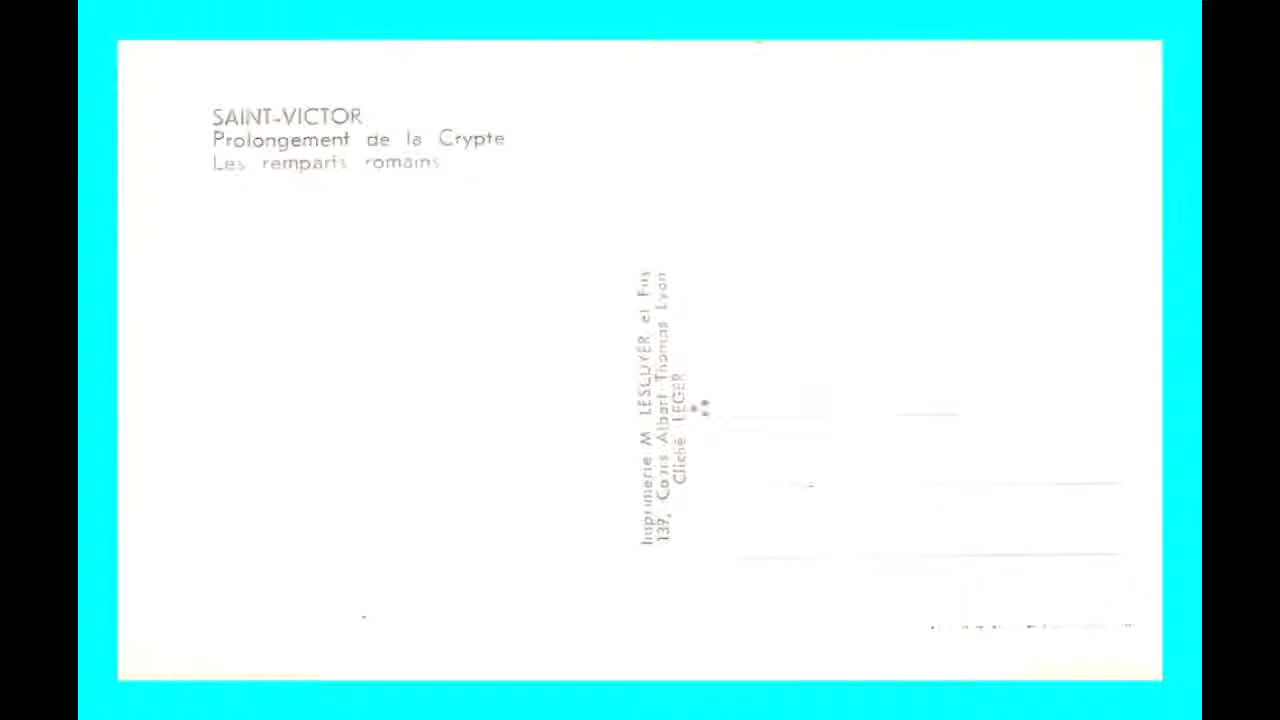 SAINT-VICTOR
Prolongement de la Crypte
Les remparts romains
Imprimerie M LESCUYER et Fils
139, Cours Albert Thomas Lyon
Cliché LEGER